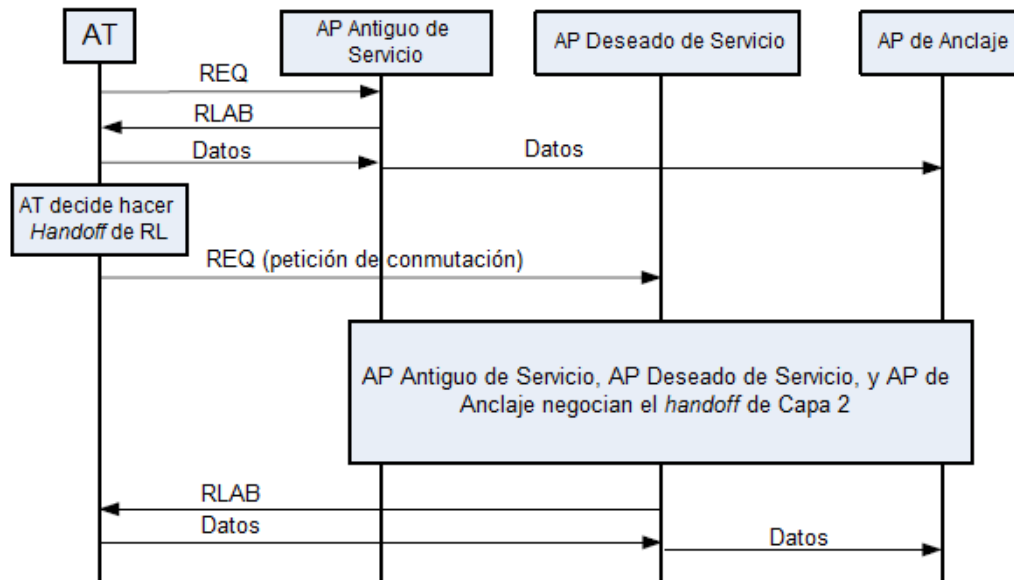 AT
AP Antiguo de
Servicio
AP Deseado de Servicio
AP de Anclaje
REQ
RLAB
Datos
Datos
AT decide hacer
Handoff de RL
REQ (petición de conmutación)
AP Antiguo de Servicio, AP Deseado de Servicio, y AP de
Anclaje negocian el handoff de Capa 2
RLAB
Datos
Datos